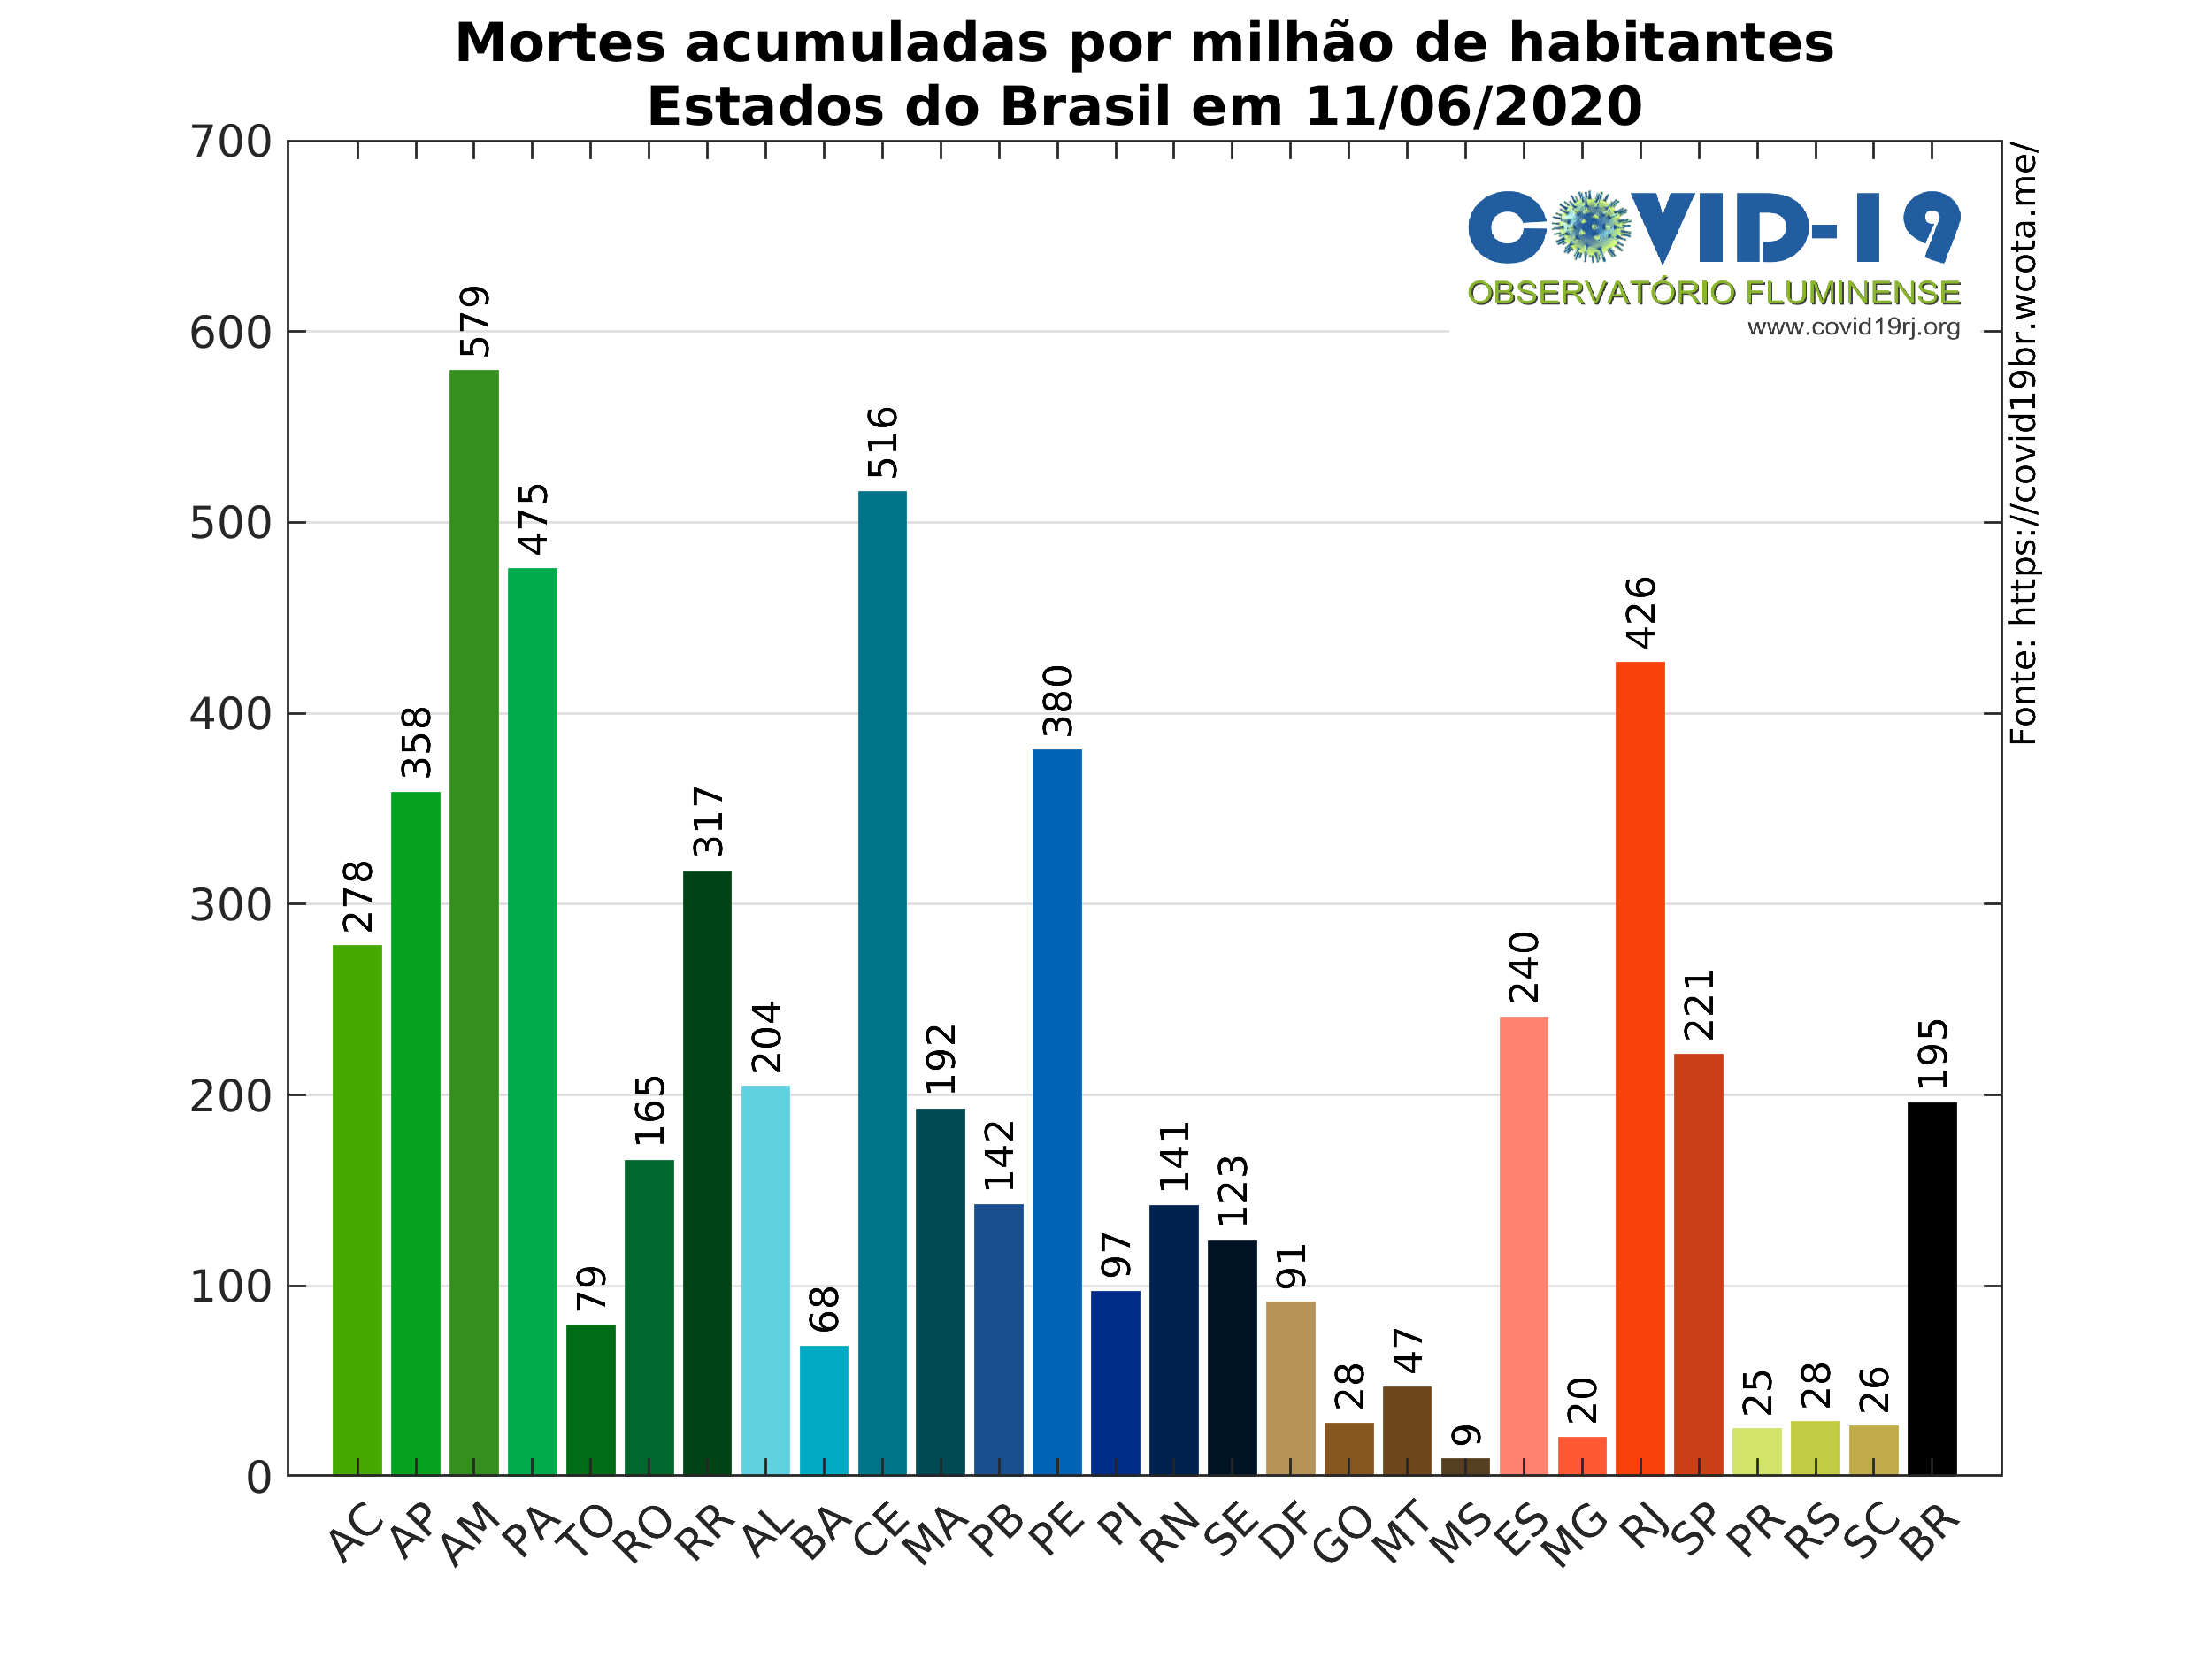 Mortes acumuladas por milhão de habitantes
Estados do Brasil em 11/06/2020
700
600
500
400
300
200
100
0
COVID-19
OBSERVATÓRIO FLUMINENSE
www.covid19rj.org
Fonte: https://covid19br.wcota.me/
278
358
579
475
79
165
317
204
68
516
192
142
380
97
141
123
91
28
47
9
240
20
426
221
25
28
26
195
AC
AP
AM
PA
TO
RO
RR
AL
BA
CE
MA
PB
PE
PI
RN
SE
DF
GO
MT
MS
ES
MG
RJ
SP
PR
RS
SC
BR